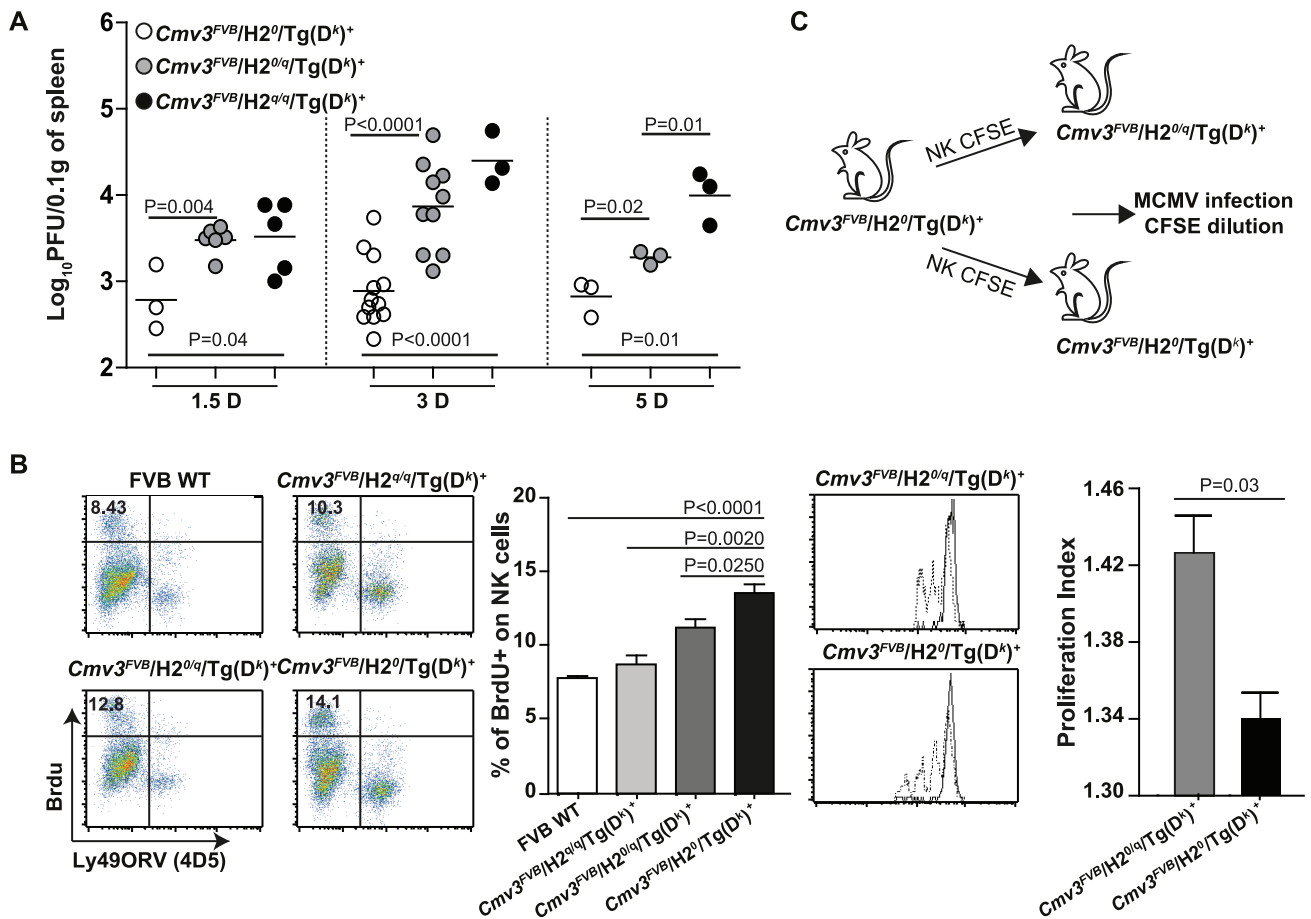 A
6
5
4
3
2
Log10PFU/0.1g of spleen
Cmv3FVB/H20/Tg(Dk)+
Cmv3FVB/H20/q/Tg(Dk)+
Cmv3FVB/H2q/q/Tg(Dk)+
P=0.004
P=0.04
P<0.0001
P<0.0001
P=0.01
P=0.02
P=0.01
1.5 D
3 D
5 D
C
Cmv3FVB/H20/Tg(Dk)+
NK CFSE
NK CFSE
Cmv3FVB/H20/q/Tg(Dk)+
MCMV infection
CFSE dilution
Cmv3FVB/H20/Tg(Dk)+
B
FVB WT
8.43
Cmv3FVB/H2q/q/Tg(Dk)+
10.3
Cmv3FVB/H20/q/Tg(Dk)+
12.8
Cmv3FVB/H20/Tg(Dk)+
14.1
Brdu
Ly49ORV (4D5)
% of BrdU+ on NK cells
20
15
10
5
0
P<0.0001
P=0.0020
P=0.0250
FVB WT
Cmv3FVB/H2q/q/Tg(Dk)+
Cmv3FVB/H20/q/Tg(Dk)+
Cmv3FVB/H20/Tg(Dk)+
Cmv3FVB/H20/q/Tg(Dk)+
Cmv3FVB/H20/Tg(Dk)+
Proliferation Index
1.46
1.42
1.38
1.34
1.30
P=0.03
Cmv3FVB/H20/q/Tg(Dk)+
Cmv3FVB/H20/Tg(Dk)+